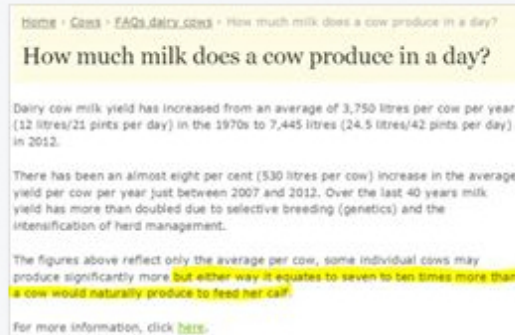 Home › Cows › FAQs dairy cows › How much milk does a cow produce in a day?
How much milk does a cow produce in a day?
Dairy cow milk yield has increased from an average of 3,750 litres per cow per year
(12 litres/21 pints per day) in the 1970s to 7,445 litres (24.5 litres/42 pints per day)
in 2012.
There has been an almost eight per cent (530 litres per cow) increase in the average
yield per cow per year just between 2007 and 2012. Over the last 40 years milk
yield has more than doubled due to selective breeding (genetics) and the
intensification of herd management.
The figures above reflect only the average per cow, some individual cows may
produce significantly more but either way it equates to seven to ten times more than
a cow would naturally produce to feed her calf.
For more information, click here.